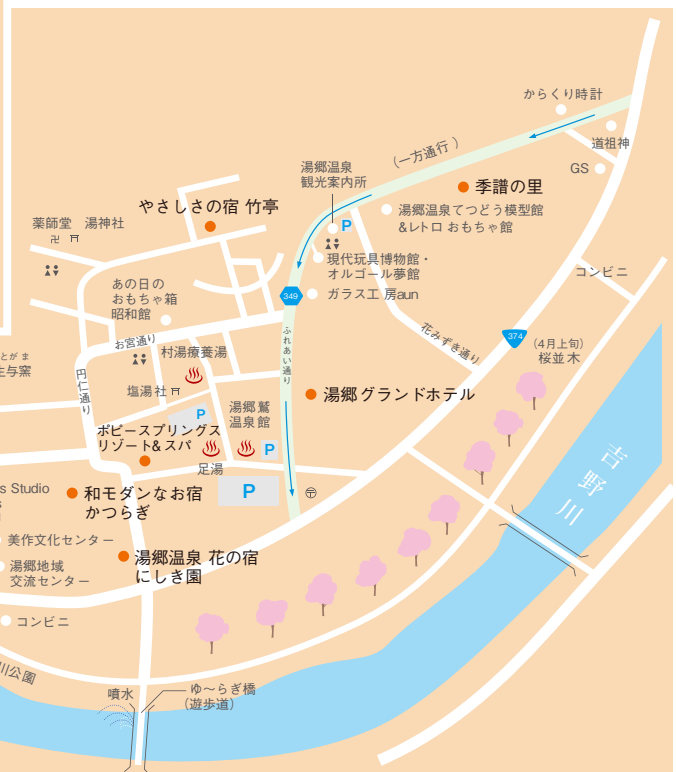 からくり時計
道祖神
GS
(一方通行)
湯郷温泉
観光案内所
P
季譜の里
湯郷温泉てつどう模型館
&レトロ おもちゃ館
やさしさの宿 竹亭
薬師堂 湯神社
卍
現代玩具博物館・
オルゴール夢館
ガラス工房aun
349
コンビニ
あの日の
おもちゃ箱
昭和館
お宮通り
ふれあい通り
花みずき通り
374
(4月上旬)
桜並木
村湯療養湯
円仁通り
塩湯社
湯郷グランドホテル
とがま
生与窯
湯郷鷺
温泉館
P
P
P
ポピースプリングス
リゾート&スパ
足湯
吉野川
s Studio
和モダンなお宿
かつらぎ
〒
美作文化センター
湯郷温泉 花の宿
にしき園
湯郷地域
交流センター
コンビニ
川公園
噴水
ゆ〜らぎ橋
(遊歩道)